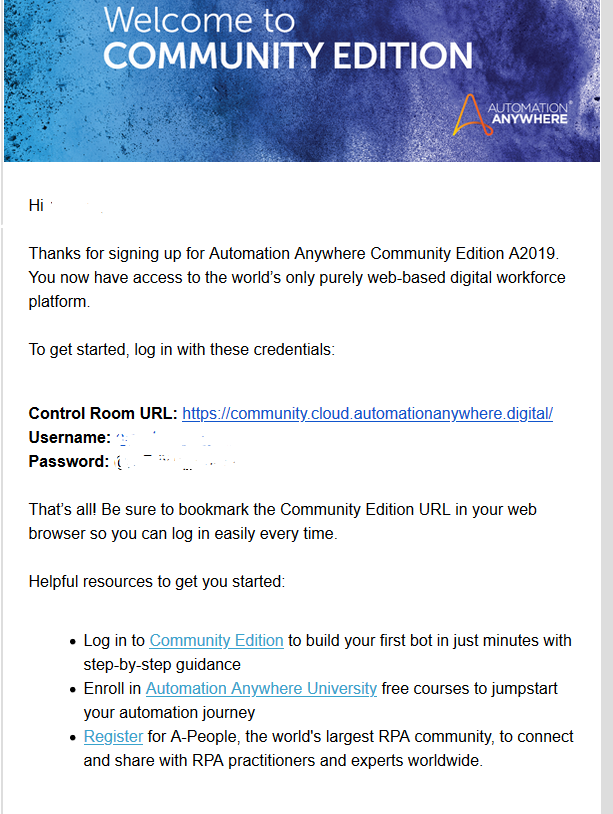 Welcome to
COMMUNITY EDITION
AUTOMATION
ANYWHERE
Hi
Thanks for signing up for Automation Anywhere Community Edition A2019.
You now have access to the world’s only purely web-based digital workforce
platform.
To get started, log in with these credentials:
Control Room URL: https://community.cloud.automationanywhere.digital/
Username:
Password:
That’s all! Be sure to bookmark the Community Edition URL in your web
browser so you can log in easily every time.
Helpful resources to get you started:
• Log in to Community Edition to build your first bot in just minutes with
step-by-step guidance
• Enroll in Automation Anywhere University free courses to jumpstart
your automation journey
• Register for A-People, the world's largest RPA community, to connect
and share with RPA practitioners and experts worldwide.